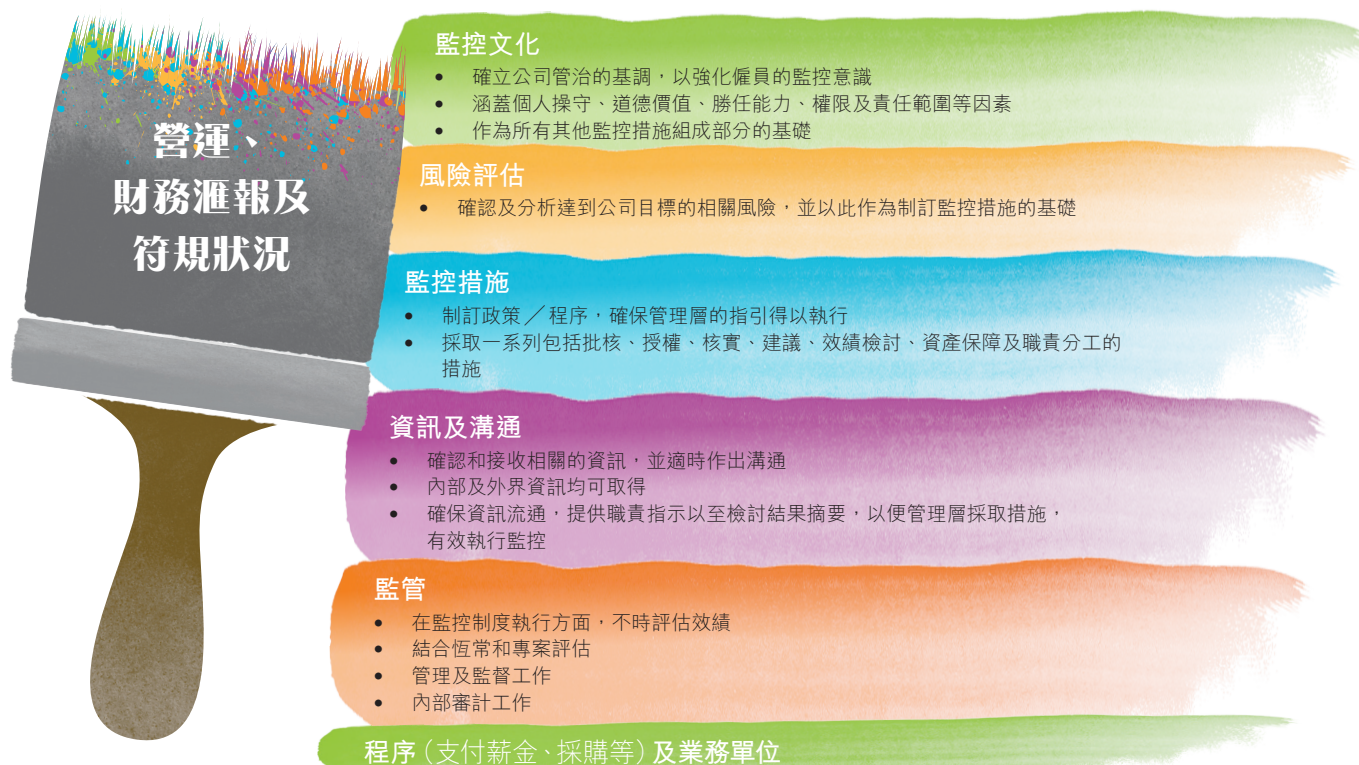 營運、
財務滙報及
符規狀況
監控文化
• 確立公司管治的基調，以強化僱員的監控意識
• 涵蓋個人操守、道德價值、勝任能力、權限及責任範圍等因素
• 作為所有其他監控措施組成部分的基礎
風險評估
• 確認及分析達到公司目標的相關風險，並以此作為制訂監控措施的基礎
監控措施
• 制訂政策／程序，確保管理層的指引得以執行
• 採取一系列包括批核、授權、核實、建議、效績檢討、資產保障及職責分工的
措施
資訊及溝通
• 確認和接收相關的資訊，並適時作出溝通
• 內部及外界資訊均可取得
• 確保資訊流通，提供職責指示以至檢討結果摘要，以便管理層採取措施，
有效執行監控
監管
• 在監控制度執行方面，不時評估效績
• 結合恆常和專案評估
• 管理及監督工作
• 內部審計工作
程序（支付薪金、採購等）及業務單位